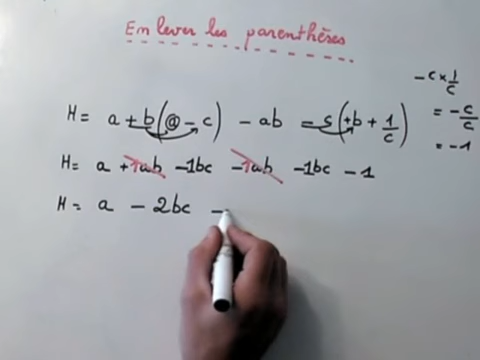 Enlever les parenthèses
H = a + b(a - c) - ab - c(+b + 1/c)
H = a + 1ab - 1bc - 1ab - 1bc - 1
H = a - 2bc -
- c × 1/c
= - c/c
= - 1